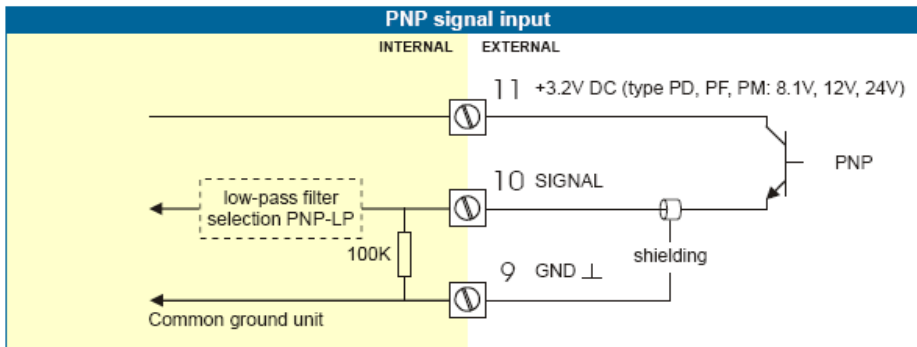 PNP signal input
INTERNAL EXTERNAL
11 +3.2V DC (type PD, PF, PM: 8.1V, 12V, 24V)
PNP
10 SIGNAL
low-pass filter
selection PNP-LP
100K
shielding
9 GND ⊥
Common ground unit